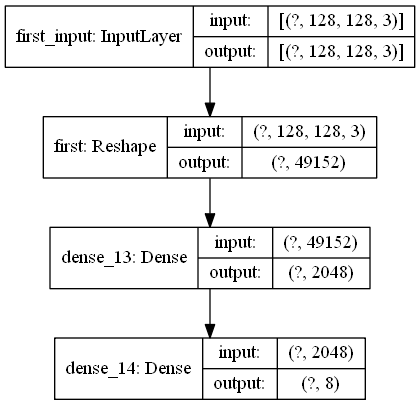 first_input: InputLayer
input: [(?, 128, 128, 3)]
output: [(?, 128, 128, 3)]
first: Reshape
input: (?, 128, 128, 3)
output: (?, 49152)
dense_13: Dense
input: (?, 49152)
output: (?, 2048)
dense_14: Dense
input: (?, 2048)
output: (?, 8)